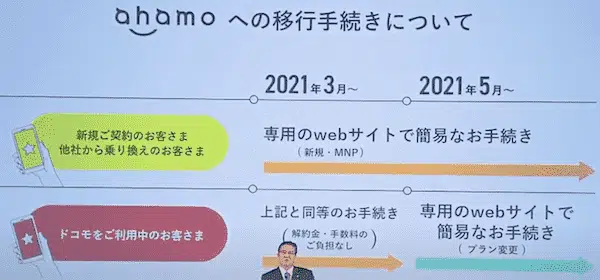 ahamo への移行手続きについて
2021年3月~
2021年5月~
新規ご契約のお客さま
他社から乗り換えのお客さま
専用のwebサイトで簡易なお手続き
(新規・MNP)
ドコモをご利用中のお客さま
上記と同等のお手続き
(解約金・手数料の
ご負担なし)
専用のwebサイトで
簡易なお手続き
(プラン変更)